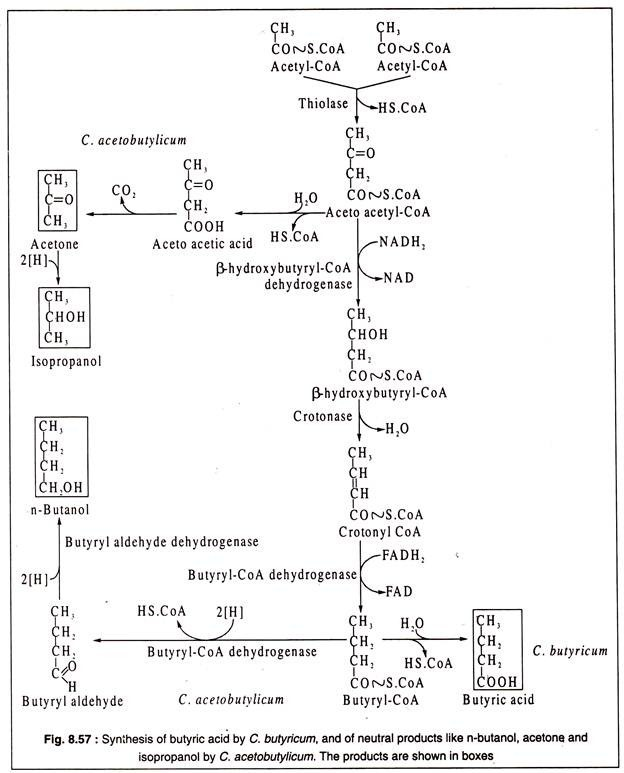 CH3 CH3
CO~S.CoA CO~S.CoA
Acetyl-CoA Acetyl-CoA
Thiolase HS.CoA
C. acetobutylicum
CH3
C=O
CH2
CO~S.CoA
Aceto acetyl-CoA
H2O
HS.CoA
CH3
C=O
CH2
COOH
Aceto acetic acid
CO2
CH3
C=O
CH3
Acetone
2[H]
CH3
CHOH
CH3
Isopropanol
NADH2
β-hydroxybutyryl-CoA
dehydrogenase
NAD
CH3
CHOH
CH2
CO~S.CoA
β-hydroxybutyryl-CoA
Crotonase
H2O
CH3
CH
CH
CO~S.CoA
Crotonyl CoA
FADH2
Butyryl-CoA dehydrogenase
FAD
CH3
CH2
CH2
CO~S.CoA
Butyryl-CoA
H2O
HS.CoA
CH3
CH2
CH2
COOH
Butyric acid
C. butyricum
HS.CoA 2[H]
Butyryl-CoA dehydrogenase
C. acetobutylicum
CH3
CH2
CH2
C O
H
Butyryl aldehyde
2[H]
Butyryl aldehyde dehydrogenase
CH3
CH2
CH2
CH2OH
n-Butanol
Fig. 8.57 : Synthesis of butyric acid by C. butyricum, and of neutral products like n-butanol, acetone and
isopropanol by C. acetobutylicum. The products are shown in boxes